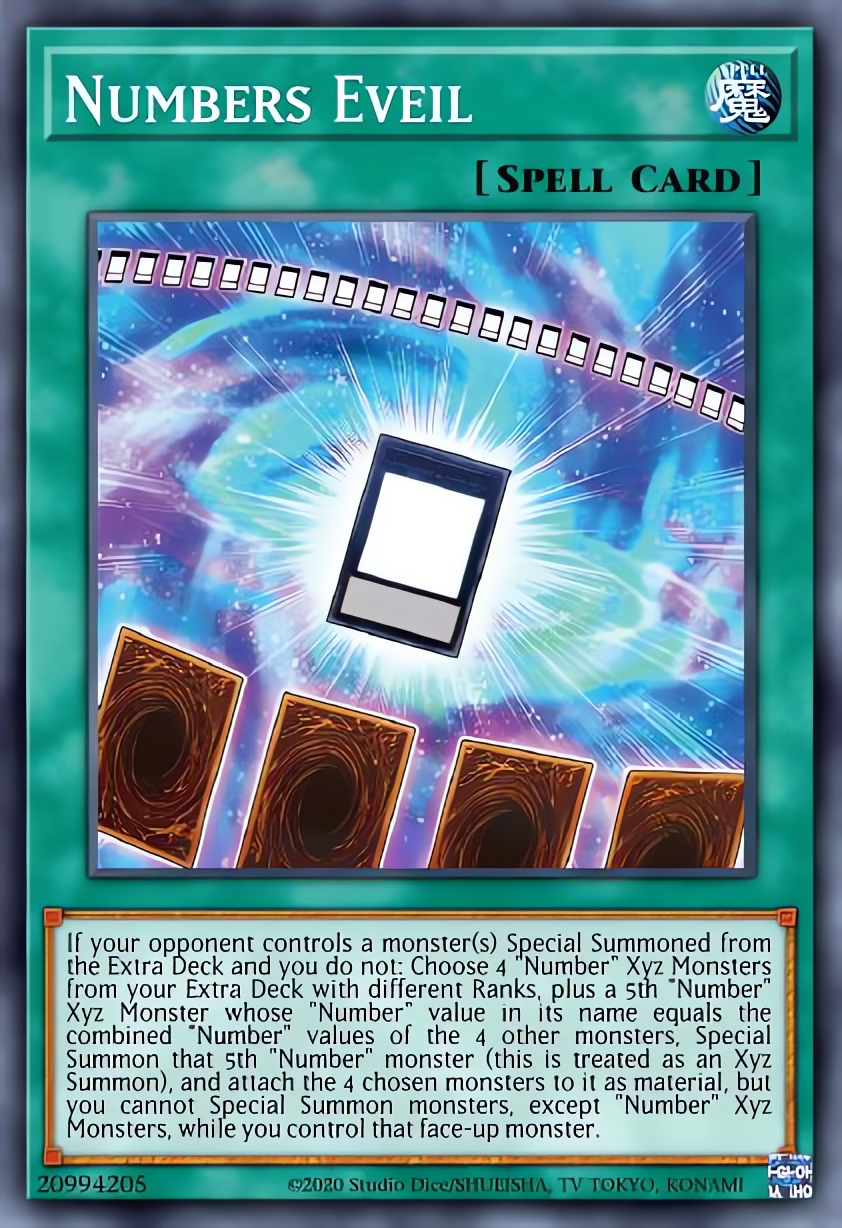 Numbers Eveil
魔
[Spell Card]
If your opponent controls a monster(s) Special Summoned from
the Extra Deck and you do not: Choose 4 "Number" Xyz Monsters
from your Extra Deck with different Ranks, plus a 5th "Number"
Xyz Monster whose "Number" value in its name equals the
combined "Number" values of the 4 other monsters, Special
Summon that 5th "Number" monster (this is treated as an Xyz
Summon), and attach the 4 chosen monsters to it as material, but
you cannot Special Summon monsters, except "Number" Xyz
Monsters, while you control that face-up monster.
20994205
©2020 Studio Dice/SHUEISHA, TV TOKYO, KONAMI